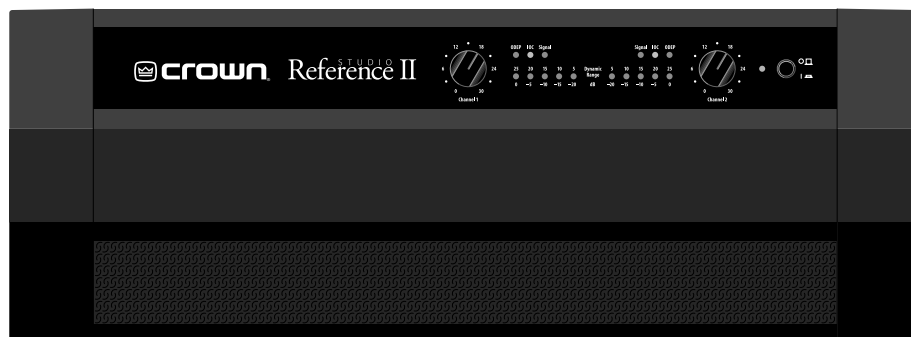 crown®
STUDIO
Reference II
12 18
6 24
0 30
Channel 1
ODEP IOC Signal
25 20 15 10 5
0 -5 -10 -15 -20
Dynamic
Range
dB
Signal IOC ODEP
5 10 15 20 25
-20 -15 -10 -5 0
12 18
6 24
0 30
Channel 2